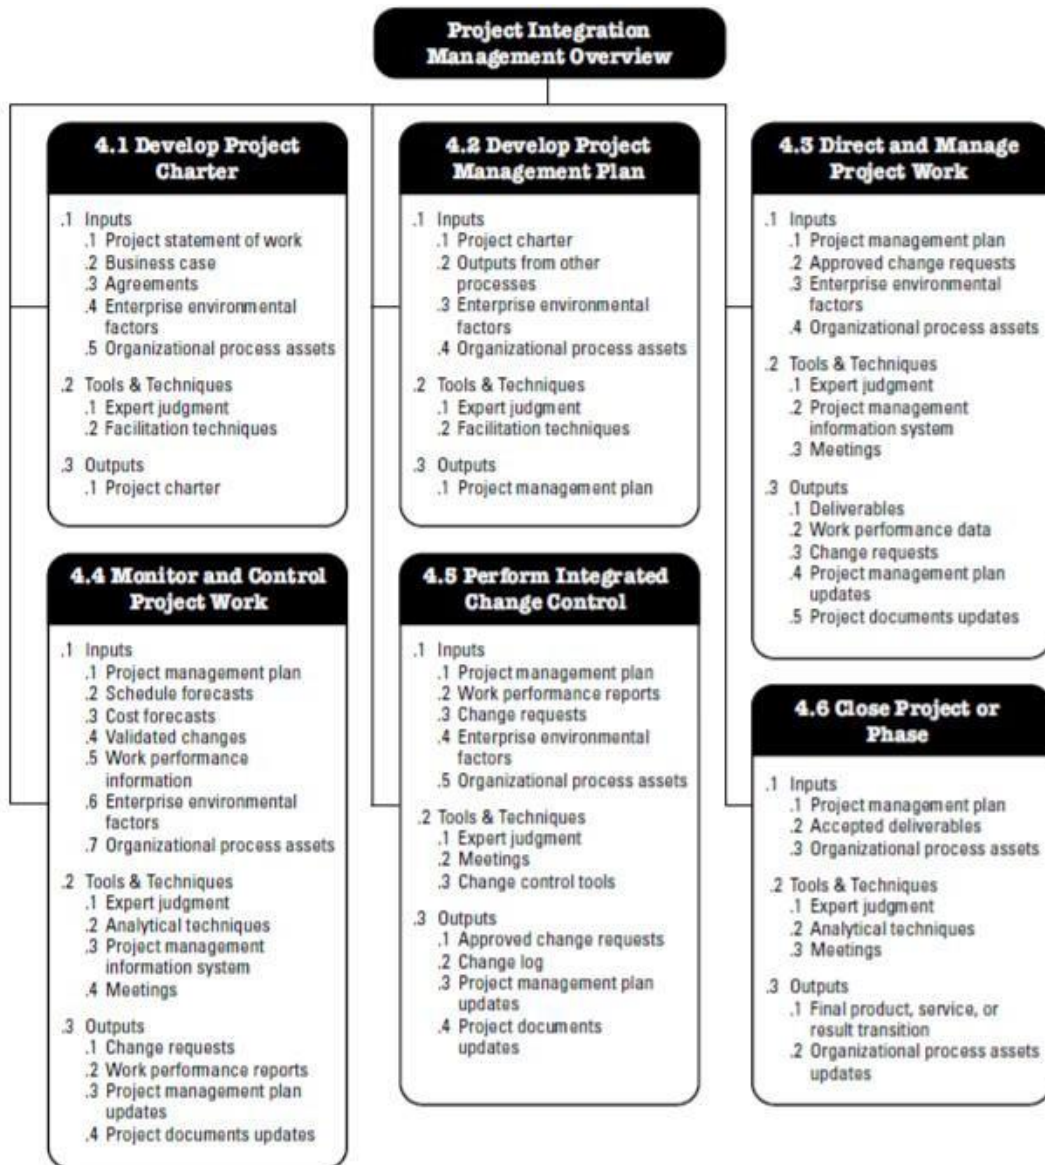 Project Integration
Management Overview
4.1 Develop Project
Charter
.1 Inputs
.1 Project statement of work
.2 Business case
.3 Agreements
.4 Enterprise environmental
factors
.5 Organizational process assets
.2 Tools & Techniques
.1 Expert judgment
.2 Facilitation techniques
.3 Outputs
.1 Project charter
4.2 Develop Project
Management Plan
.1 Inputs
.1 Project charter
.2 Outputs from other
processes
.3 Enterprise environmental
factors
.4 Organizational process assets
.2 Tools & Techniques
.1 Expert judgment
.2 Facilitation techniques
.3 Outputs
.1 Project management plan
4.3 Direct and Manage
Project Work
.1 Inputs
.1 Project management plan
.2 Approved change requests
.3 Enterprise environmental
factors
.4 Organizational process assets
.2 Tools & Techniques
.1 Expert judgment
.2 Project management
information system
.3 Meetings
.3 Outputs
.1 Deliverables
.2 Work performance data
.3 Change requests
.4 Project management plan
updates
.5 Project documents updates
4.4 Monitor and Control
Project Work
.1 Inputs
.1 Project management plan
.2 Schedule forecasts
.3 Cost forecasts
.4 Validated changes
.5 Work performance
information
.6 Enterprise environmental
factors
.7 Organizational process assets
.2 Tools & Techniques
.1 Expert judgment
.2 Analytical techniques
.3 Project management
information system
.4 Meetings
.3 Outputs
.1 Change requests
.2 Work performance reports
.3 Project management plan
updates
.4 Project documents updates
4.5 Perform Integrated
Change Control
.1 Inputs
.1 Project management plan
.2 Work performance reports
.3 Change requests
.4 Enterprise environmental
factors
.5 Organizational process assets
.2 Tools & Techniques
.1 Expert judgment
.2 Meetings
.3 Change control tools
.3 Outputs
.1 Approved change requests
.2 Change log
.3 Project management plan
updates
.4 Project documents
updates
4.6 Close Project or
Phase
.1 Inputs
.1 Project management plan
.2 Accepted deliverables
.3 Organizational process assets
.2 Tools & Techniques
.1 Expert judgment
.2 Analytical techniques
.3 Meetings
.3 Outputs
.1 Final product, service, or
result transition
.2 Organizational process assets
updates